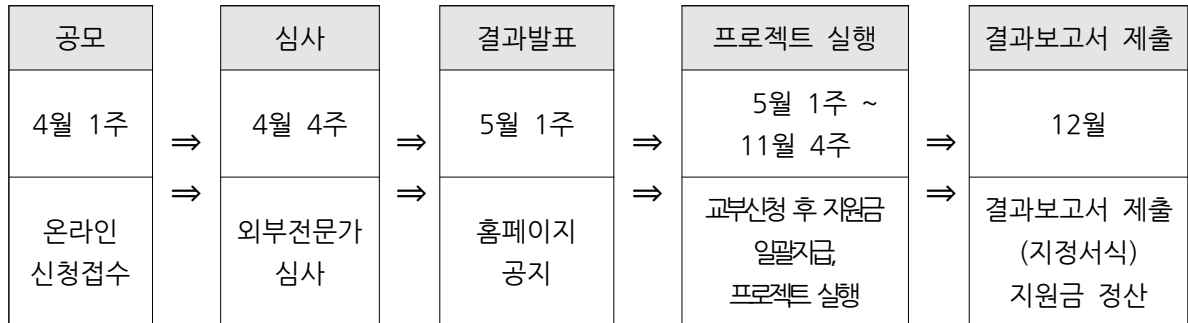 공모
심사
결과발표
프로젝트 실행
결과보고서 제출
4월 1주
⇒
4월 4주
⇒
5월 1주
⇒
5월 1주 ~
11월 4주
⇒
12월
⇒
⇒
⇒
⇒
온라인
신청접수
외부전문가
심사
홈페이지
공지
교부신청 후 지원금
일괄지급,
프로젝트 실행
결과보고서 제출
(지정서식)
지원금 정산